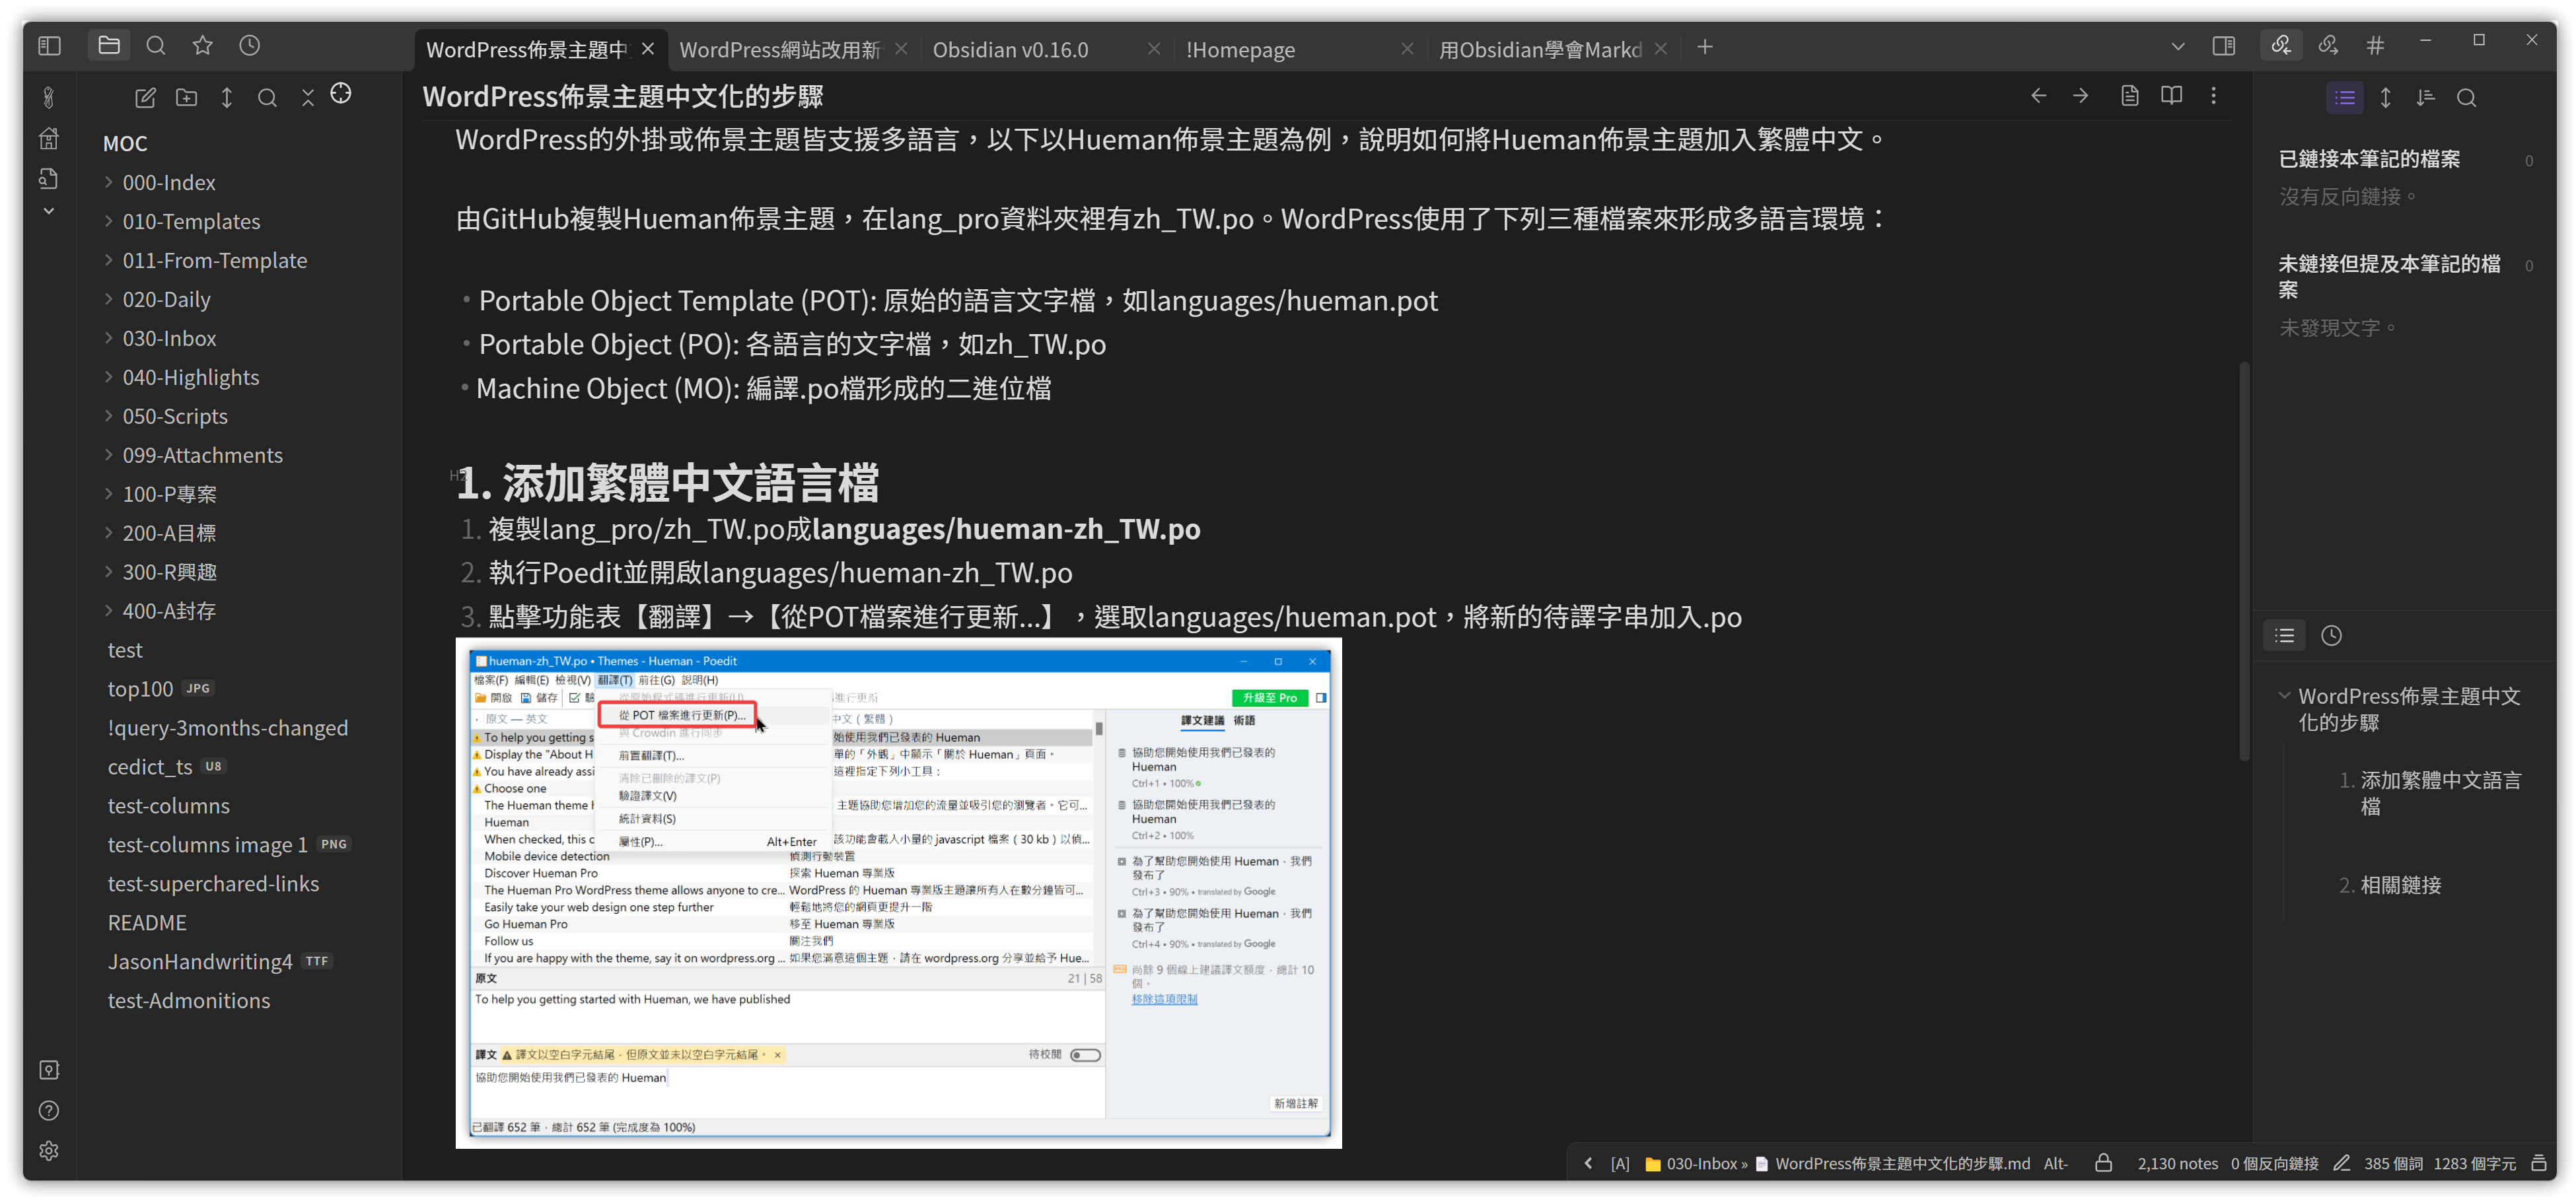 WordPress佈景主題中
WordPress網站改用新
Obsidian v0.16.0
!Homepage
用Obsidian學會Markd
MOC
000-Index
010-Templates
011-From-Template
020-Daily
030-Inbox
040-Highlights
050-Scripts
099-Attachments
100-P專案
200-A目標
300-R興趣
400-A封存
test
top100 JPG
!query-3months-changed
cedict_ts U8
test-columns
test-columns image 1 PNG
test-superchared-links
README
JasonHandwriting4 TTF
test-Admonitions
WordPress佈景主題中文化的步驟
WordPress的外掛或佈景主題皆支援多語言，以下以Hueman佈景主題為例，說明如何將Hueman佈景主題加入繁體中文。
由GitHub複製Hueman佈景主題，在lang_pro資料夾裡有zh_TW.po。WordPress使用了下列三種檔案來形成多語言環境：
• Portable Object Template (POT): 原始的語言文字檔，如languages/hueman.pot
• Portable Object (PO): 各語言的文字檔，如zh_TW.po
• Machine Object (MO): 編譯.po檔形成的二進位檔
1. 添加繁體中文語言檔
1. 複製lang_pro/zh_TW.po成languages/hueman-zh_TW.po
2. 執行Poedit並開啟languages/hueman-zh_TW.po
3. 點擊功能表【翻譯】→【從POT檔案進行更新...】，選取languages/hueman.pot，將新的待譯字串加入.po
hueman-zh_TW.po • Themes - Hueman - Poedit
檔案(F) 編輯(E) 檢視(V) 翻譯(T) 前往(G) 說明(H)
開啟 儲存 進行更新 升級至 Pro
從原始程式碼進行更新(U)
從 POT 檔案進行更新(P)...
與 Crowdin 進行同步
前置翻譯(T)...
清除已刪除的譯文(P)
驗證譯文(V)
統計資料(S)
屬性(P)... Alt+Enter
原文 — 英文 中文 ( 繁體 )
To help you getting s 始使用我們已發表的 Hueman
Display the "About H 單的「外觀」中顯示「關於 Hueman」頁面。
You have already assi 這裡指定下列小工具：
Choose one
The Hueman theme h 主題協助您增加您的流量並吸引您的瀏覽者。它可...
Hueman
When checked, this c 該功能會載入小量的 javascript 檔案 ( 30 kb ) 以偵...
Mobile device detection 偵測行動裝置
Discover Hueman Pro 探索 Hueman 專業版
The Hueman Pro WordPress theme allows anyone to cre... WordPress 的 Hueman 專業版主題讓所有人在數分鐘皆可...
Easily take your web design one step further 輕鬆地將您的網頁更提升一階
Go Hueman Pro 移至 Hueman 專業版
Follow us 關注我們
If you are happy with the theme, say it on wordpress.org ... 如果您滿意這個主題，請在 wordpress.org 分享並給予 Hue...
原文 21 | 58
To help you getting started with Hueman, we have published
譯文 譯文以空白字元結尾，但原文並未以空白字元結尾。 × 待校閱
協助您開始使用我們已發表的 Hueman
已翻譯 652 筆，總計 652 筆 (完成度為 100%)
譯文建議 術語
協助您開始使用我們已發表的
Hueman
Ctrl+1 • 100%
協助您開始使用我們已發表的
Hueman
Ctrl+2 • 100%
為了幫助您開始使用 Hueman，我們
發布了
Ctrl+3 • 90% • translated by Google
為了幫助您開始使用 Hueman，我們
發布了
Ctrl+4 • 90% • translated by Google
尚餘 9 個線上建議譯文額度，總計 10
個。
移除這項限制
新增註解
已鏈接本筆記的檔案 0
沒有反向鏈接。
未鏈接但提及本筆記的檔
案 0
未發現文字。
WordPress佈景主題中文
化的步驟
1. 添加繁體中文語言
檔
2. 相關鏈接
[A] 030-Inbox » WordPress佈景主題中文化的步驟.md Alt- 2,130 notes 0 個反向鏈接 385 個詞 1283 個字元